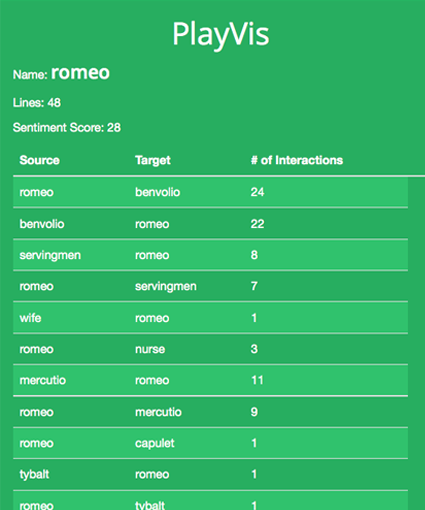 PlayVis
Name: romeo
Lines: 48
Sentiment Score: 28
Source Target # of Interactions
romeo benvolio 24
benvolio romeo 22
servingmen romeo 8
romeo servingmen 7
wife romeo 1
romeo nurse 3
mercutio romeo 11
romeo mercutio 9
romeo capulet 1
tybalt romeo 1
romeo tybalt 1